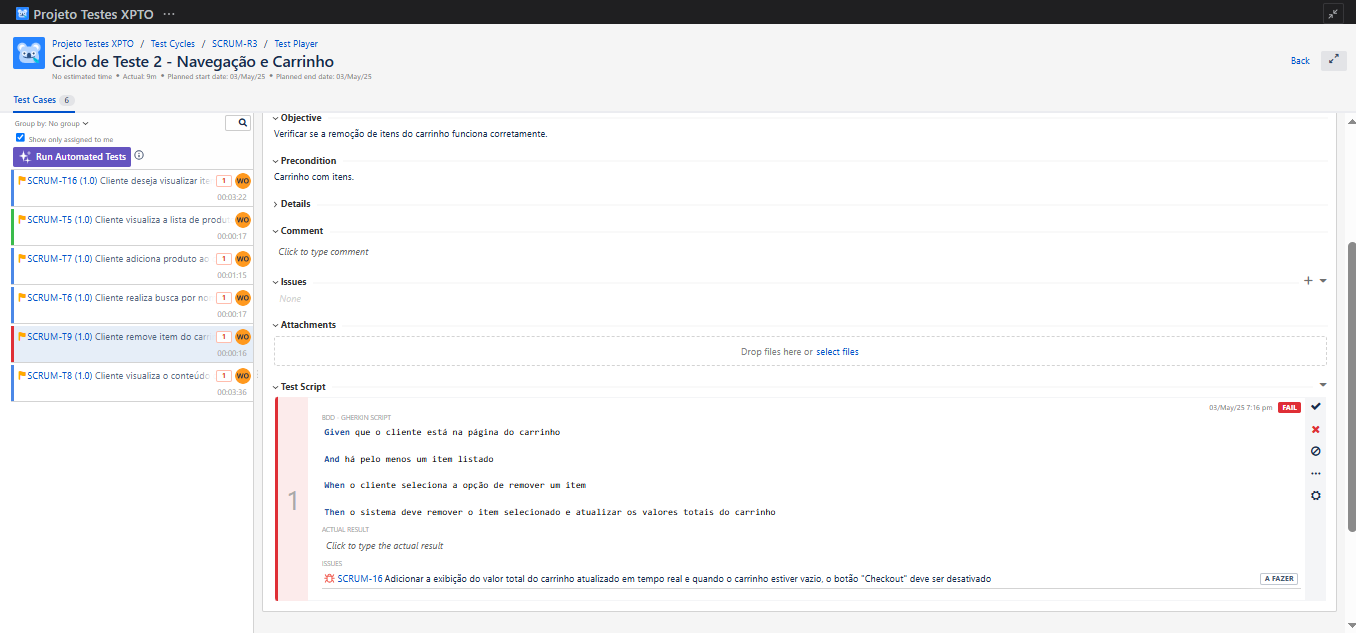 Projeto Testes XPTO ···
Projeto Testes XPTO / Test Cycles / SCRUM-R3 / Test Player
Ciclo de Teste 2 - Navegação e Carrinho
No estimated time • Actual: 9m • Planned start date: 03/May/25 • Planned end date: 03/May/25
Back
Test Cases 6
Group by: No group
Show only assigned to me
Run Automated Tests
SCRUM-T16 (1.0) Cliente deseja visualizar ite 1 WO
00:03:22
SCRUM-T5 (1.0) Cliente visualiza a lista de produ WO
00:00:17
SCRUM-T7 (1.0) Cliente adiciona produto ao 1 WO
00:01:15
SCRUM-T6 (1.0) Cliente realiza busca por no 1 WO
00:00:17
SCRUM-T9 (1.0) Cliente remove item do carr 1 WO
00:00:16
SCRUM-T8 (1.0) Cliente visualiza o conteúdo 1 WO
00:03:36
Objective
Verificar se a remoção de itens do carrinho funciona corretamente.
Precondition
Carrinho com itens.
Details
Comment
Click to type comment
Issues
None
Attachments
Drop files here or select files
Test Script
03/May/25 7:16 pm FAIL
BDD - GHERKIN SCRIPT
Given que o cliente está na página do carrinho
And há pelo menos um item listado
1
When o cliente seleciona a opção de remover um item
Then o sistema deve remover o item selecionado e atualizar os valores totais do carrinho
ACTUAL RESULT
Click to type the actual result
ISSUES
SCRUM-16 Adicionar a exibição do valor total do carrinho atualizado em tempo real e quando o carrinho estiver vazio, o botão "Checkout" deve ser desativado A FAZER